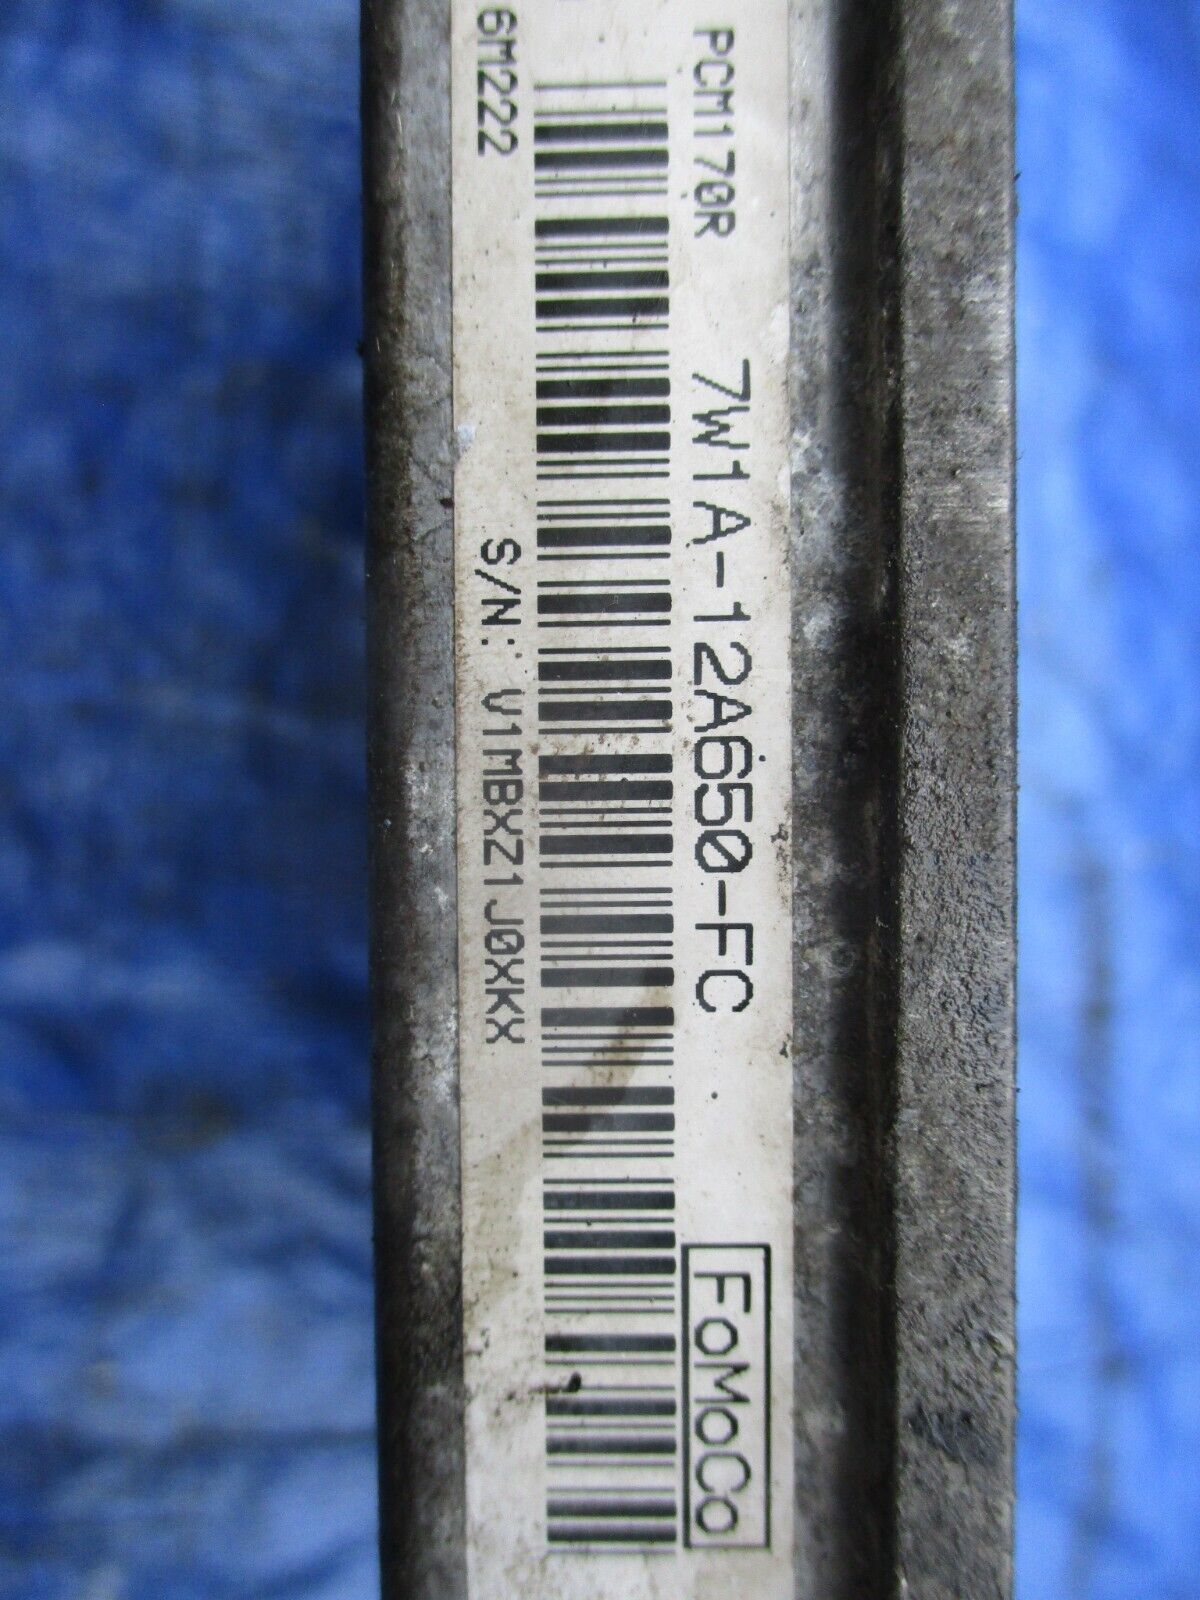 PCM170R 7W1A-12A650-FC FoMoCo
6M222 S/N: V1MBXZ1J0XKX